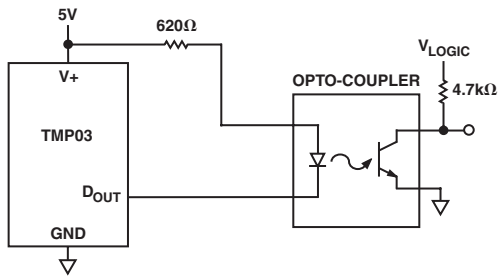 5V
620Ω
V+
TMP03
DOUT
GND
OPTO-COUPLER
VLOGIC
4.7kΩ